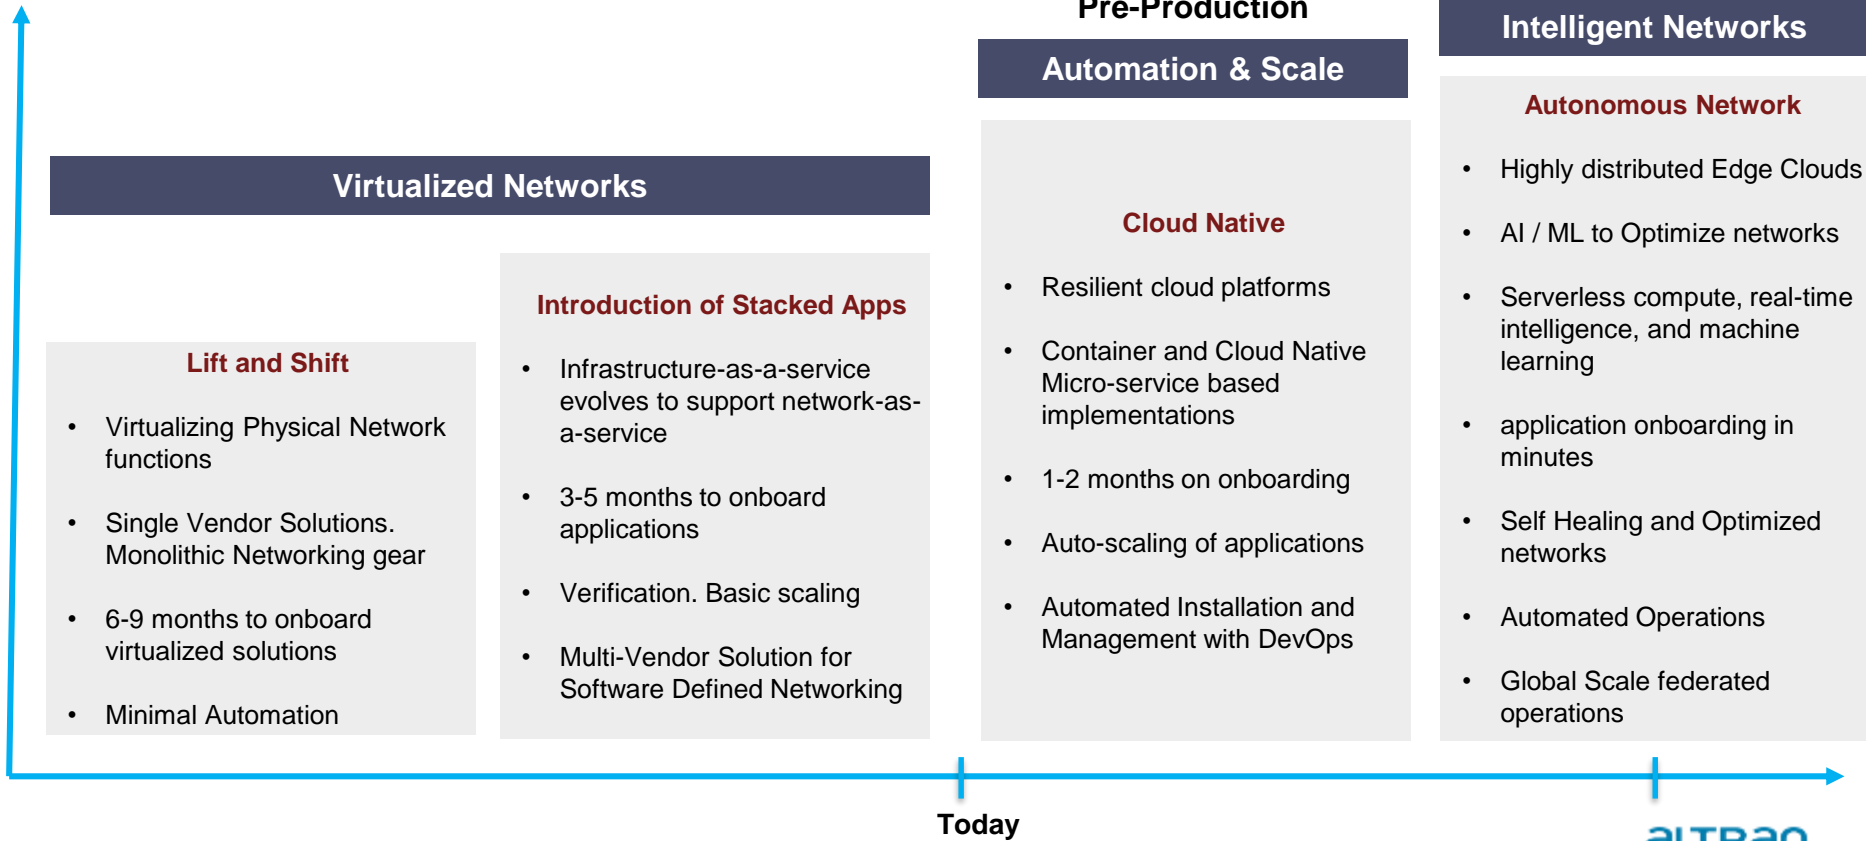 Pre-Production
Intelligent Networks
Automation & Scale
Virtualized Networks
Lift and Shift
• Virtualizing Physical Network
functions
• Single Vendor Solutions.
Monolithic Networking gear
• 6-9 months to onboard
virtualized solutions
• Minimal Automation
Introduction of Stacked Apps
• Infrastructure-as-a-service
evolves to support network-as-
a-service
• 3-5 months to onboard
applications
• Verification. Basic scaling
• Multi-Vendor Solution for
Software Defined Networking
Cloud Native
• Resilient cloud platforms
• Container and Cloud Native
Micro-service based
implementations
• 1-2 months on onboarding
• Auto-scaling of applications
• Automated Installation and
Management with DevOps
Autonomous Network
• Highly distributed Edge Clouds
• AI / ML to Optimize networks
• Serverless compute, real-time
intelligence, and machine
learning
• application onboarding in
minutes
• Self Healing and Optimized
networks
• Automated Operations
• Global Scale federated
operations
Today
altran